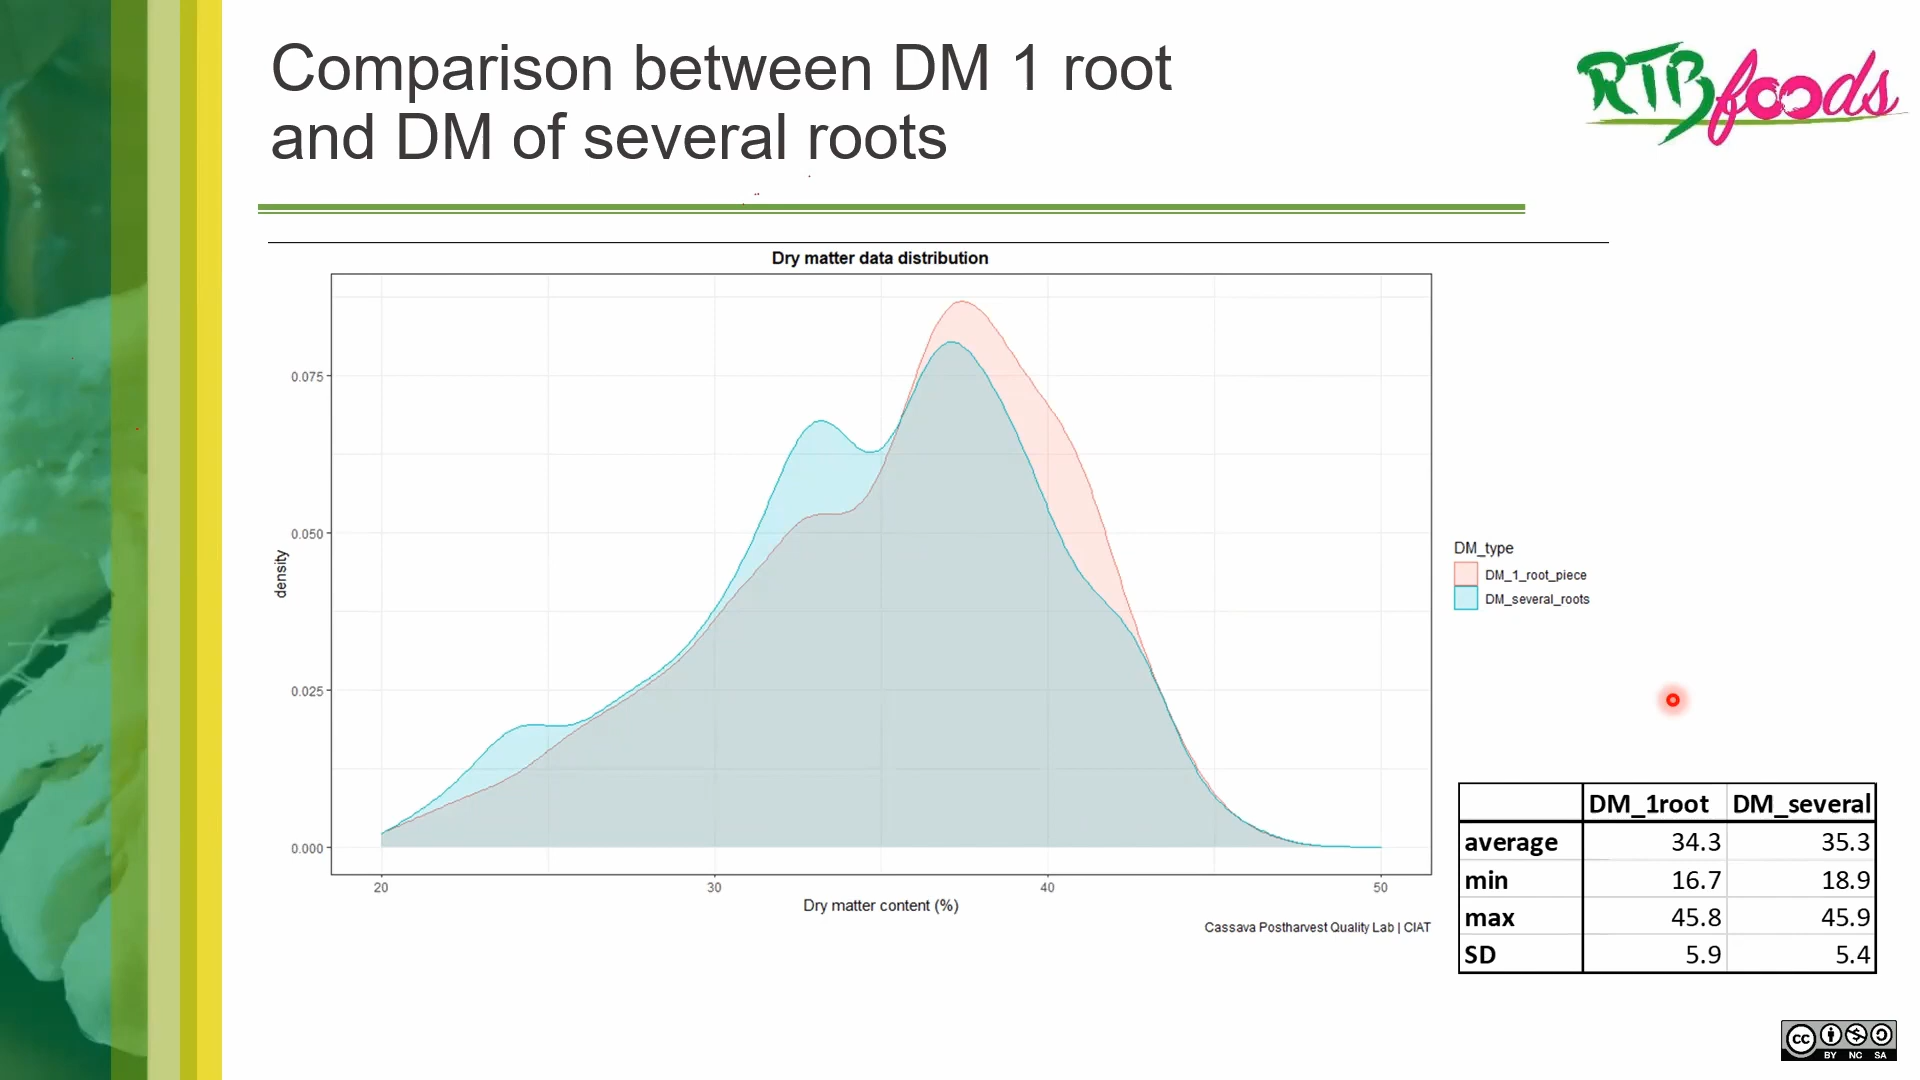 Comparison between DM 1 root
and DM of several roots
RTBfoods
Dry matter data distribution
density
0.075
0.050
0.025
0.000
20 30 40 50
Dry matter content (%)
Cassava Postharvest Quality Lab | CIAT
DM_type
DM_1_root_piece
DM_several_roots
DM_1root DM_several
average 34.3 35.3
min 16.7 18.9
max 45.8 45.9
SD 5.9 5.4
cc
BY NC SA